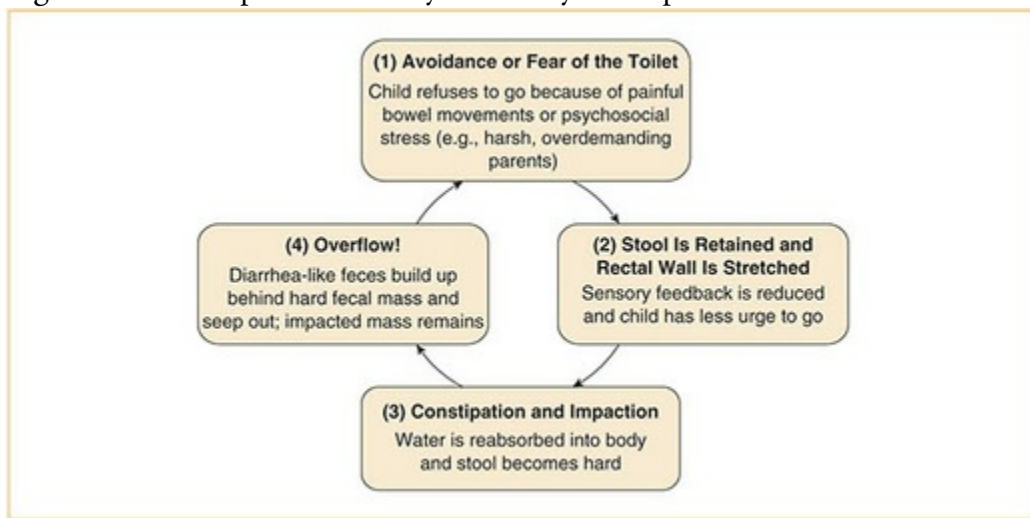 (1) Avoidance or Fear of the Toilet
Child refuses to go because of painful
bowel movements or psychosocial
stress (e.g., harsh, overdemanding
parents)
(2) Stool Is Retained and
Rectal Wall Is Stretched
Sensory feedback is reduced
and child has less urge to go
(3) Constipation and Impaction
Water is reabsorbed into body
and stool becomes hard
(4) Overflow!
Diarrhea-like feces build up
behind hard fecal mass and
seep out; impacted mass remains